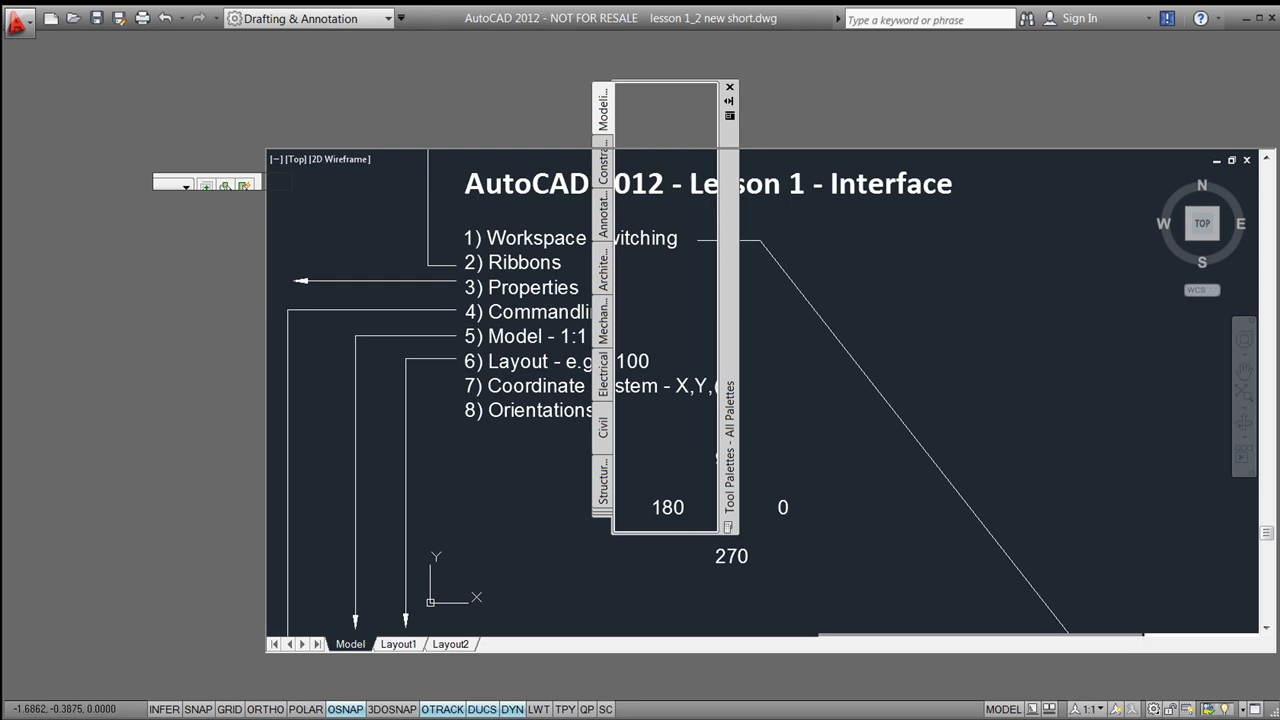 Drafting & Annotation
AutoCAD 2012 - NOT FOR RESALE lesson 1_2 new short.dwg
Type a keyword or phrase
Sign In
[−] [Top] [2D Wireframe]
AutoCAD 2012 - Lesson 1 - Interface
1) Workspace Switching
2) Ribbons
3) Properties
4) Commandli
5) Model - 1:1
6) Layout - e.g. 100
7) Coordinate System - X,Y,(
8) Orientations
180 0
270
Modeli...
Constra...
Annotat...
Archite...
Mechan...
Electrical
Civil
Structur...
Tool Palettes - All Palettes
N
W TOP E
S
WCS
Y
X
Model Layout1 Layout2
-1.6862, -0.3875, 0.0000 INFER SNAP GRID ORTHO POLAR OSNAP 3DOSNAP OTRACK DUCS DYN LWT TPY QP SC MODEL 1:1